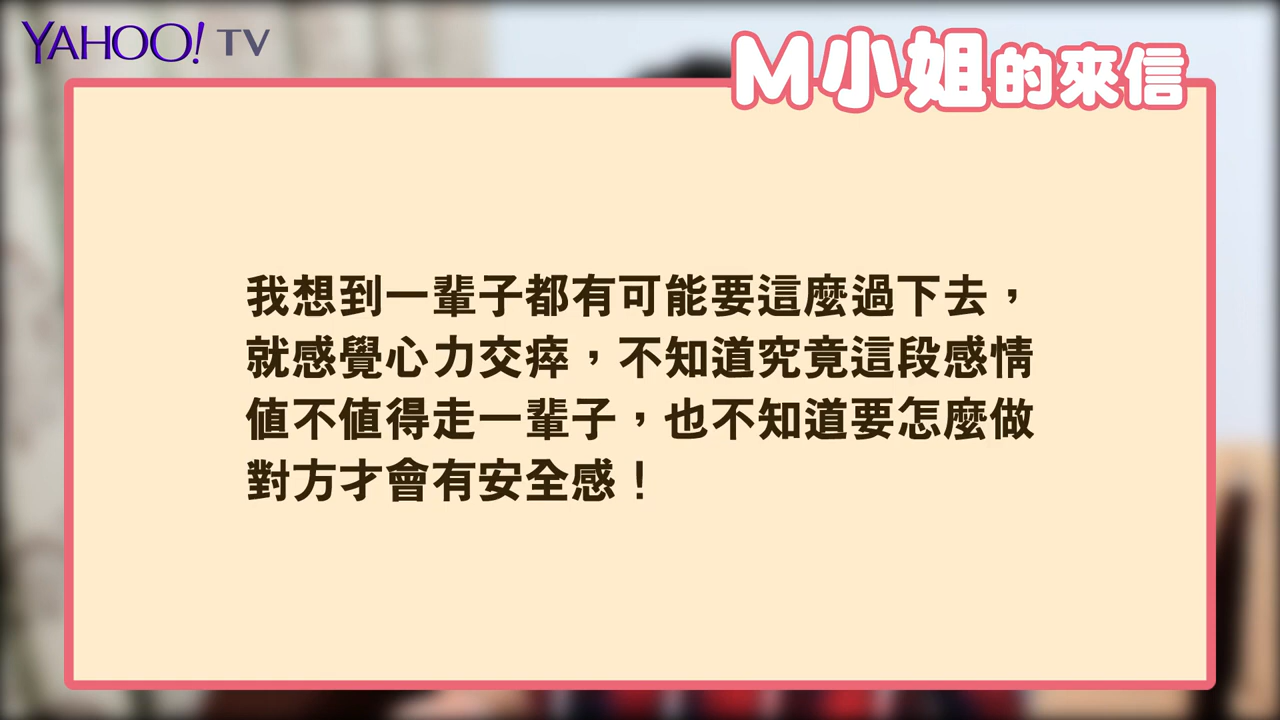 YAHOO! TV
M小姐的來信
我想到一輩子都有可能要這麼過下去，
就感覺心力交瘁，不知道究竟這段感情
值不值得走一輩子，也不知道要怎麼做
對方才會有安全感！